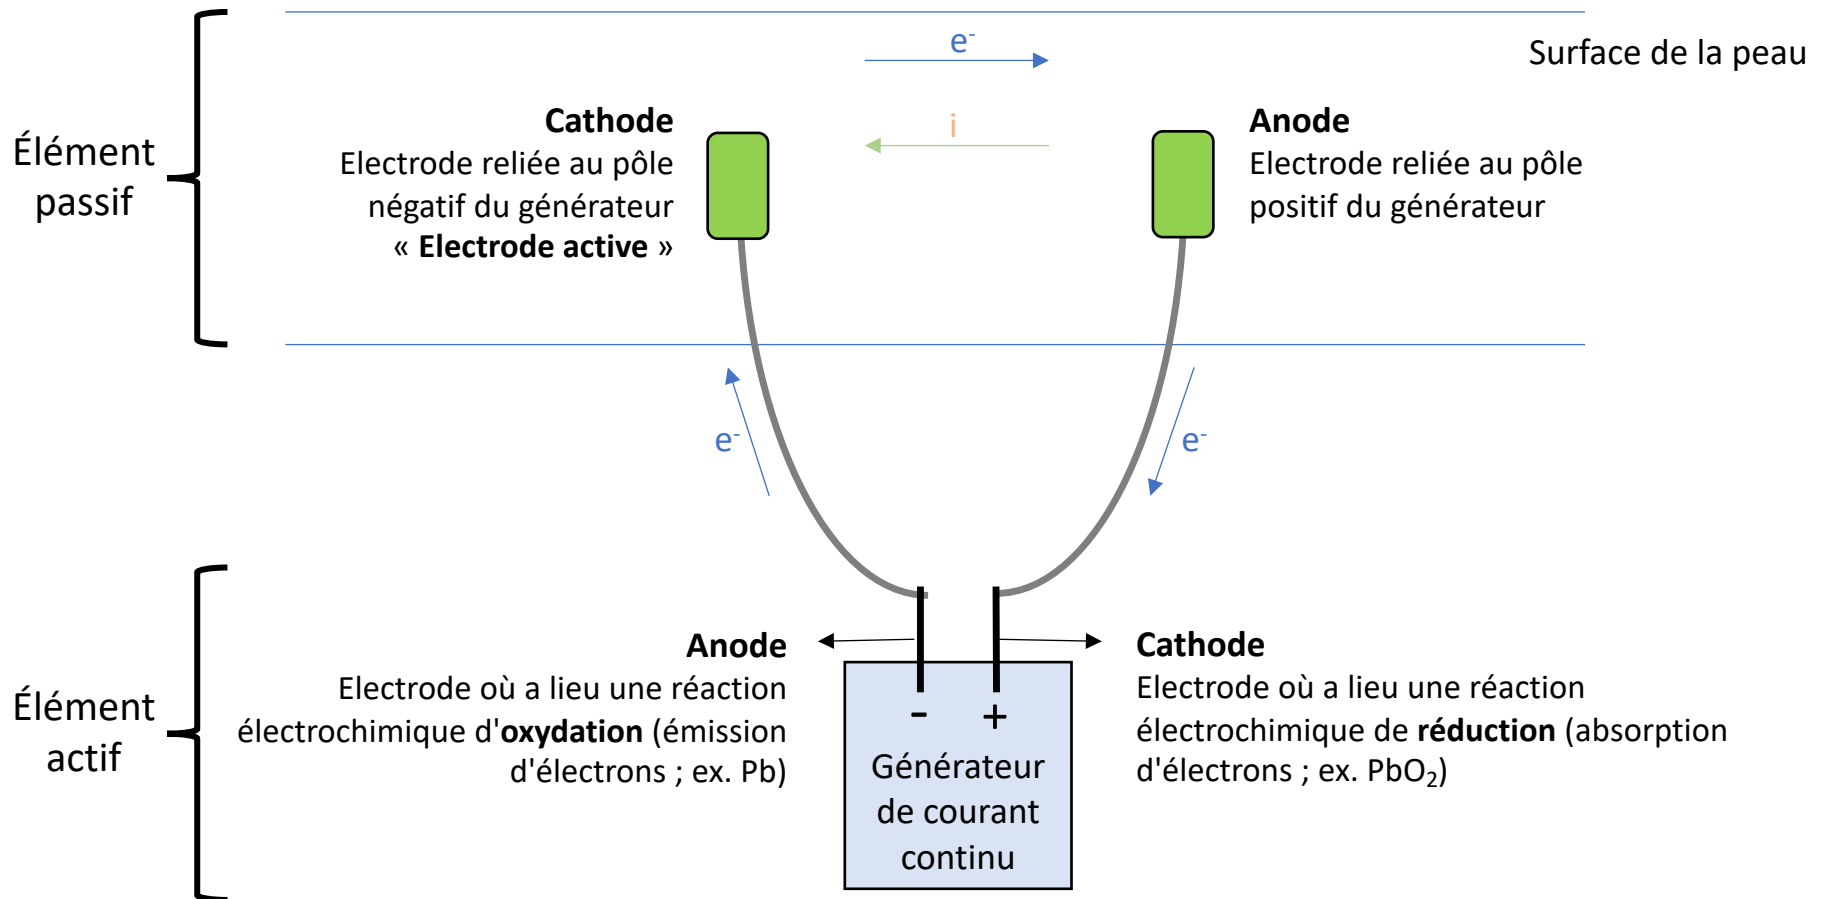 e-
Surface de la peau
i
Élément
passif
Cathode
Electrode reliée au pôle
négatif du générateur
« Electrode active »
Anode
Electrode reliée au pôle
positif du générateur
e-
e-
Élément
actif
Anode
Electrode où a lieu une réaction
électrochimique d'oxydation (émission
d'électrons ; ex. Pb)
- +
Générateur
de courant
continu
Cathode
Electrode où a lieu une réaction
électrochimique de réduction (absorption
d'électrons ; ex. PbO2)